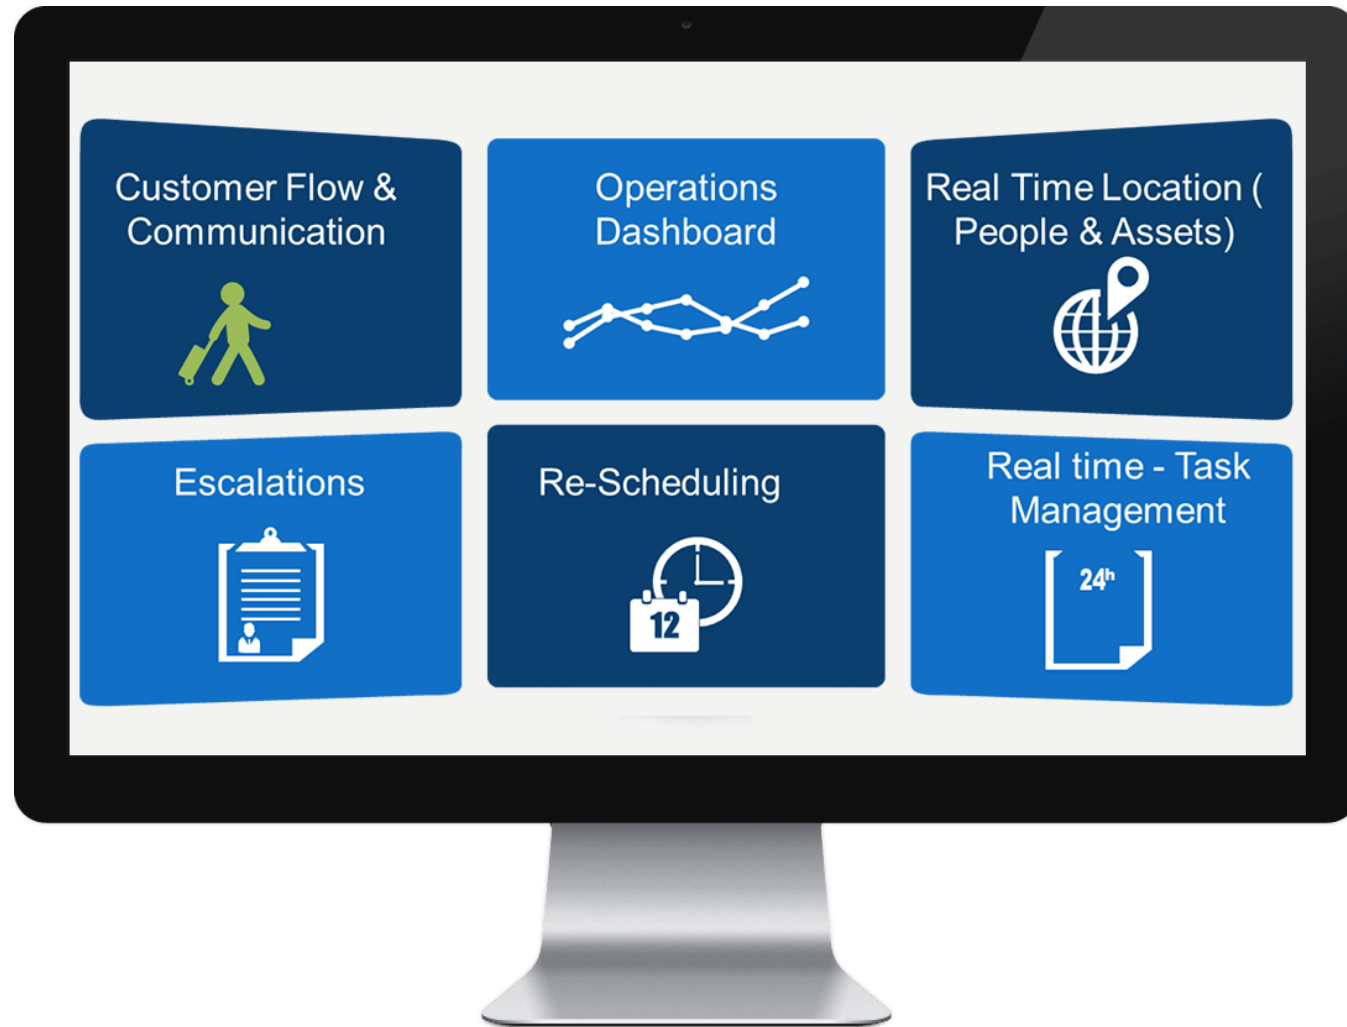 Customer Flow &
Communication
Operations
Dashboard
Real Time Location (
People & Assets)
Escalations
Re-Scheduling
12
Real time - Task
Management
24h